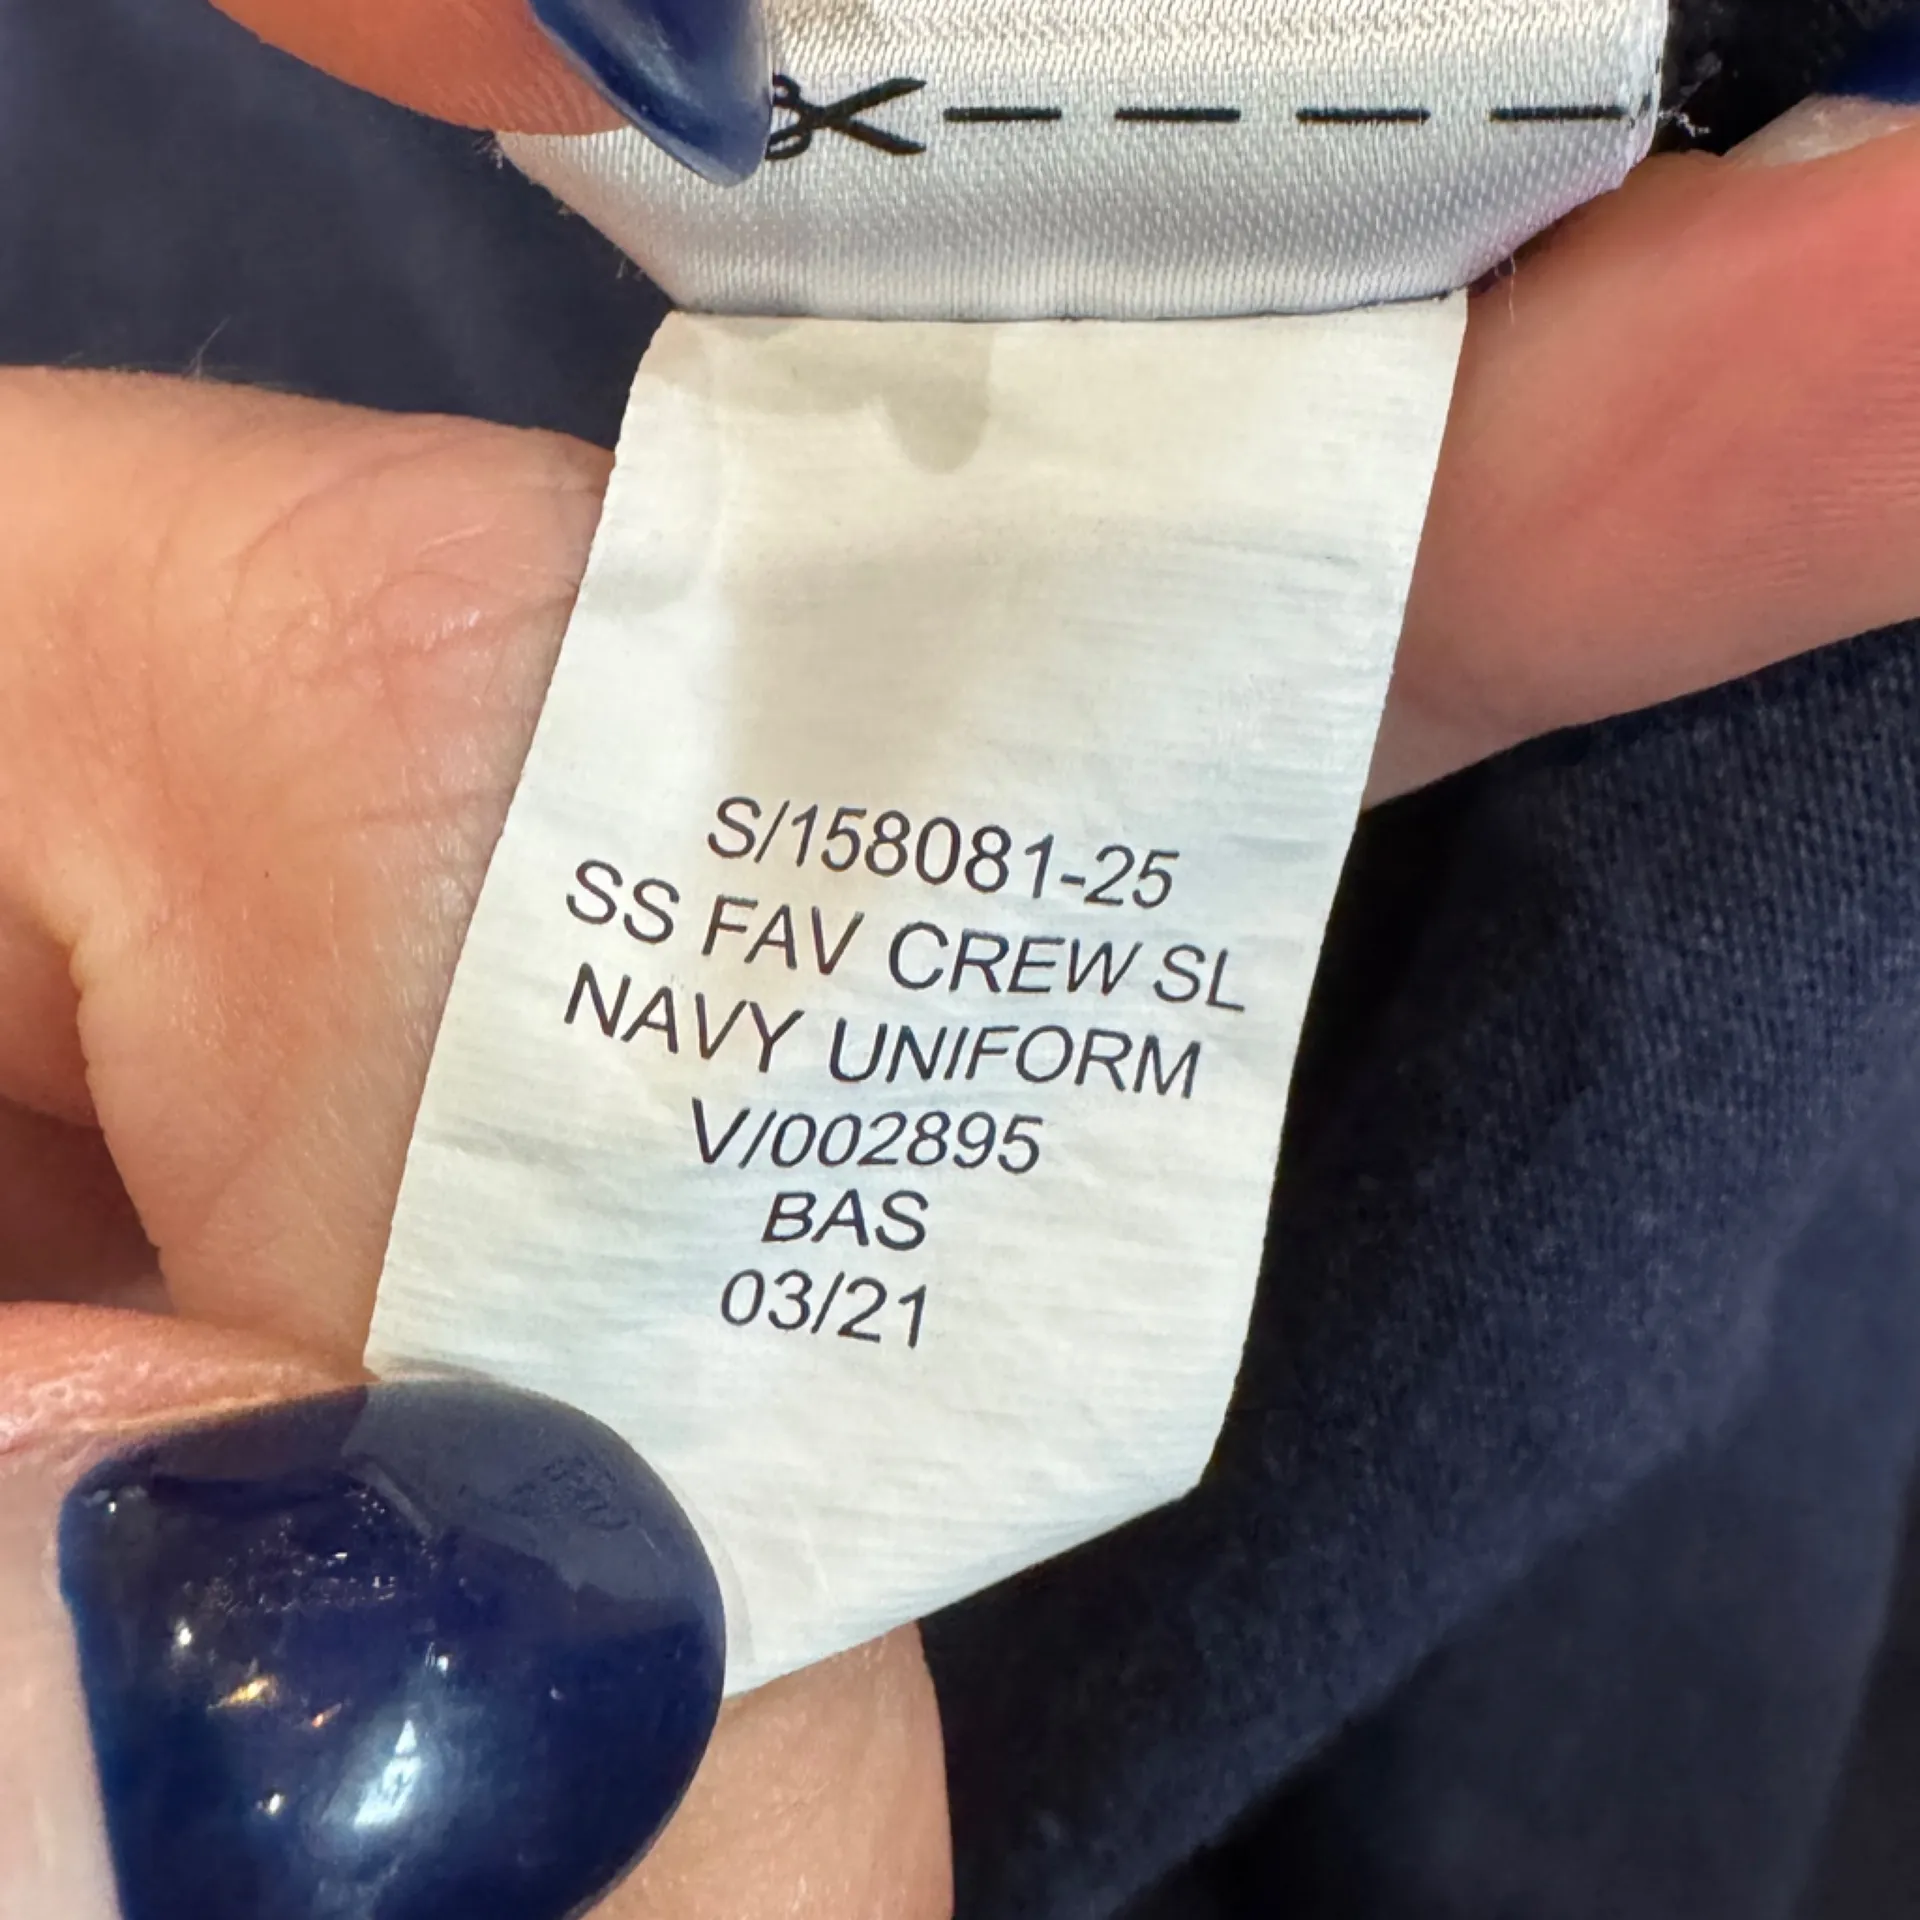 S/158081-25
SS FAV CREW SL
NAVY UNIFORM
V/002895
BAS
03/21